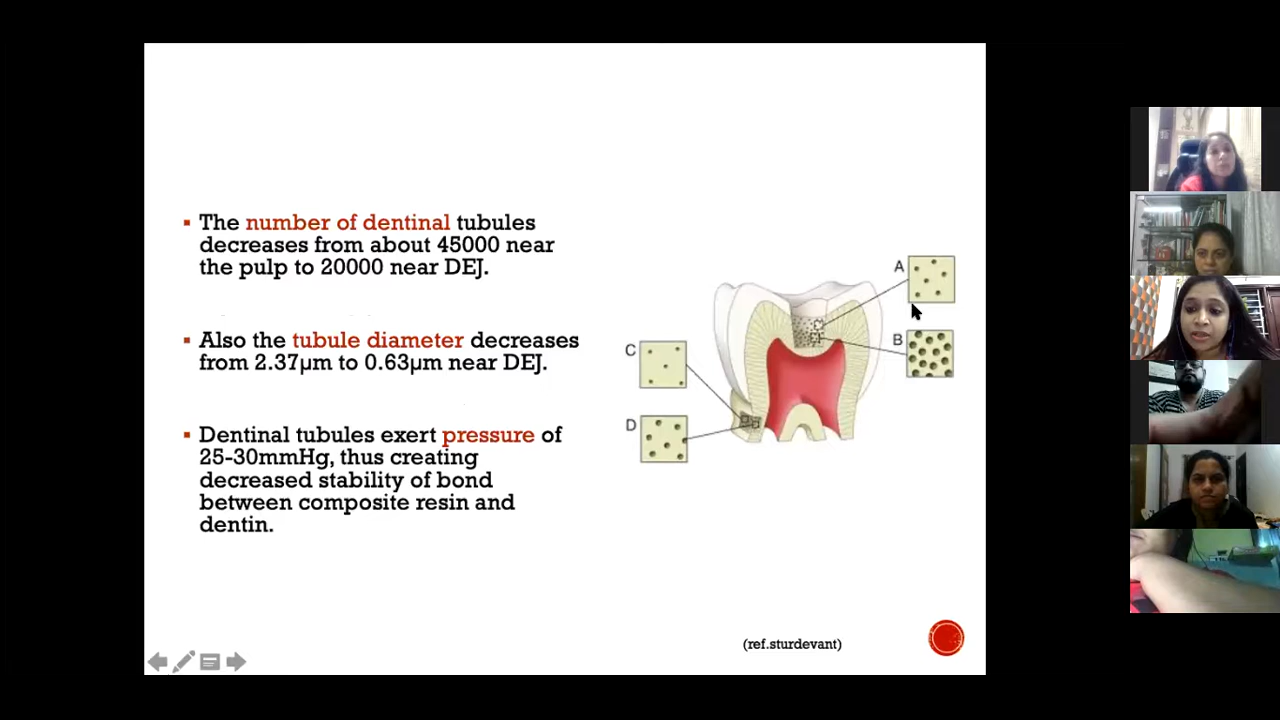 ▪ The number of dentinal tubules
decreases from about 45000 near
the pulp to 20000 near DEJ.
▪ Also the tubule diameter decreases
from 2.37µm to 0.63µm near DEJ.
▪ Dentinal tubules exert pressure of
25-30mmHg, thus creating
decreased stability of bond
between composite resin and
dentin.
A
B
C
D
(ref.sturdevant)